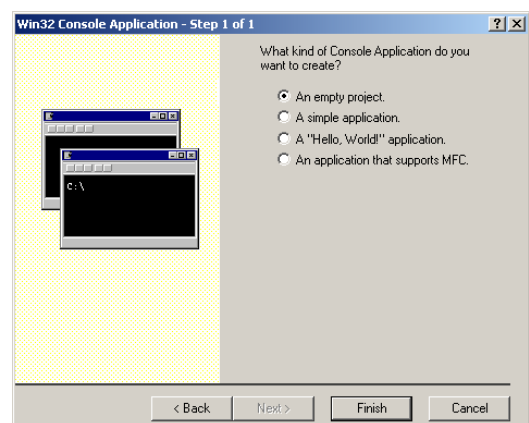 Win32 Console Application - Step 1 of 1
What kind of Console Application do you
want to create?
An empty project.
A simple application.
A "Hello, World!" application.
An application that supports MFC.
C:\
< Back
Next >
Finish
Cancel